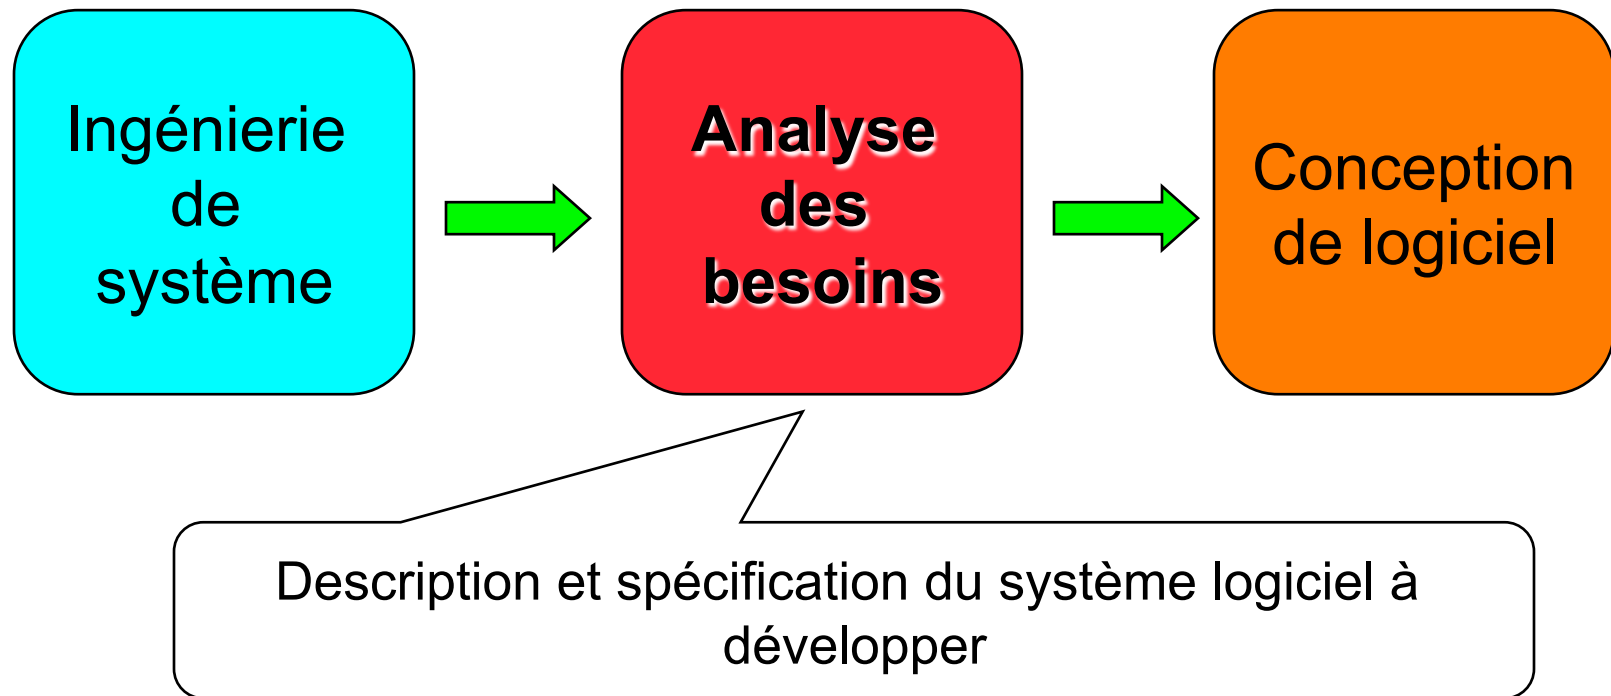 Ingénierie
de
système
Analyse
des
besoins
Conception
de logiciel
Description et spécification du système logiciel à
développer